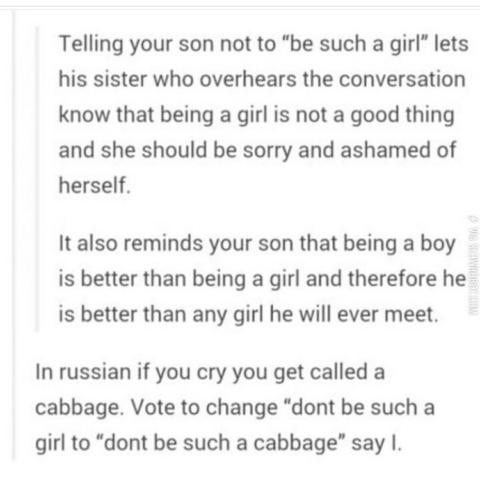 Telling your son not to “be such a girl” lets
his sister who overhears the conversation
know that being a girl is not a good thing
and she should be sorry and ashamed of
herself.
It also reminds your son that being a boy
is better than being a girl and therefore he
is better than any girl he will ever meet.
In russian if you cry you get called a
cabbage. Vote to change “dont be such a
girl to “dont be such a cabbage” say I.